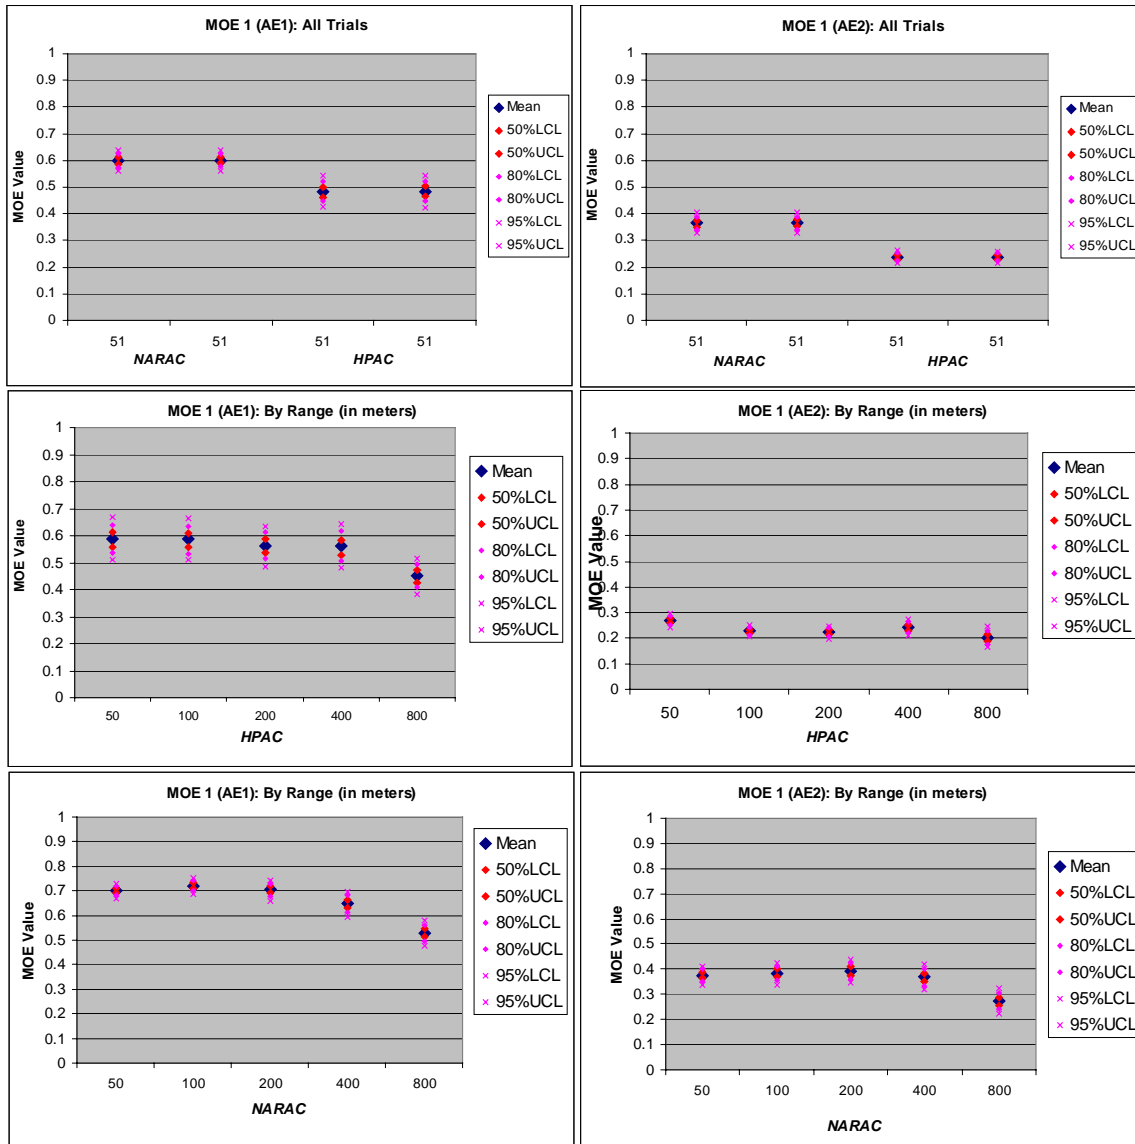 MOE 1 (AE1): All Trials
1
0.9
0.8
0.7
0.6
0.5
0.4
0.3
0.2
0.1
0
MOE Value
51 51 51 51
NARAC HPAC
Mean
50%LCL
50%UCL
80%LCL
80%UCL
95%LCL
95%UCL
MOE 1 (AE2): All Trials
1
0.9
0.8
0.7
0.6
0.5
0.4
0.3
0.2
0.1
0
MOE Value
51 51 51 51
NARAC HPAC
Mean
50%LCL
50%UCL
80%LCL
80%UCL
95%LCL
95%UCL
MOE 1 (AE1): By Range (in meters)
1
0.9
0.8
0.7
0.6
0.5
0.4
0.3
0.2
0.1
0
MOE Value
50 100 200 400 800
HPAC
Mean
50%LCL
50%UCL
80%LCL
80%UCL
95%LCL
95%UCL
MOE 1 (AE2): By Range (in meters)
1
0.9
0.8
0.7
0.6
0.5
0.4
0.3
0.2
0.1
0
MOE Value
50 100 200 400 800
HPAC
Mean
50%LCL
50%UCL
80%LCL
80%UCL
95%LCL
95%UCL
MOE 1 (AE1): By Range (in meters)
1
0.9
0.8
0.7
0.6
0.5
0.4
0.3
0.2
0.1
0
MOE Value
50 100 200 400 800
NARAC
Mean
50%LCL
50%UCL
80%LCL
80%UCL
95%LCL
95%UCL
MOE 1 (AE2): By Range (in meters)
1
0.9
0.8
0.7
0.6
0.5
0.4
0.3
0.2
0.1
0
MOE Value
50 100 200 400 800
NARAC
Mean
50%LCL
50%UCL
80%LCL
80%UCL
95%LCL
95%UCL